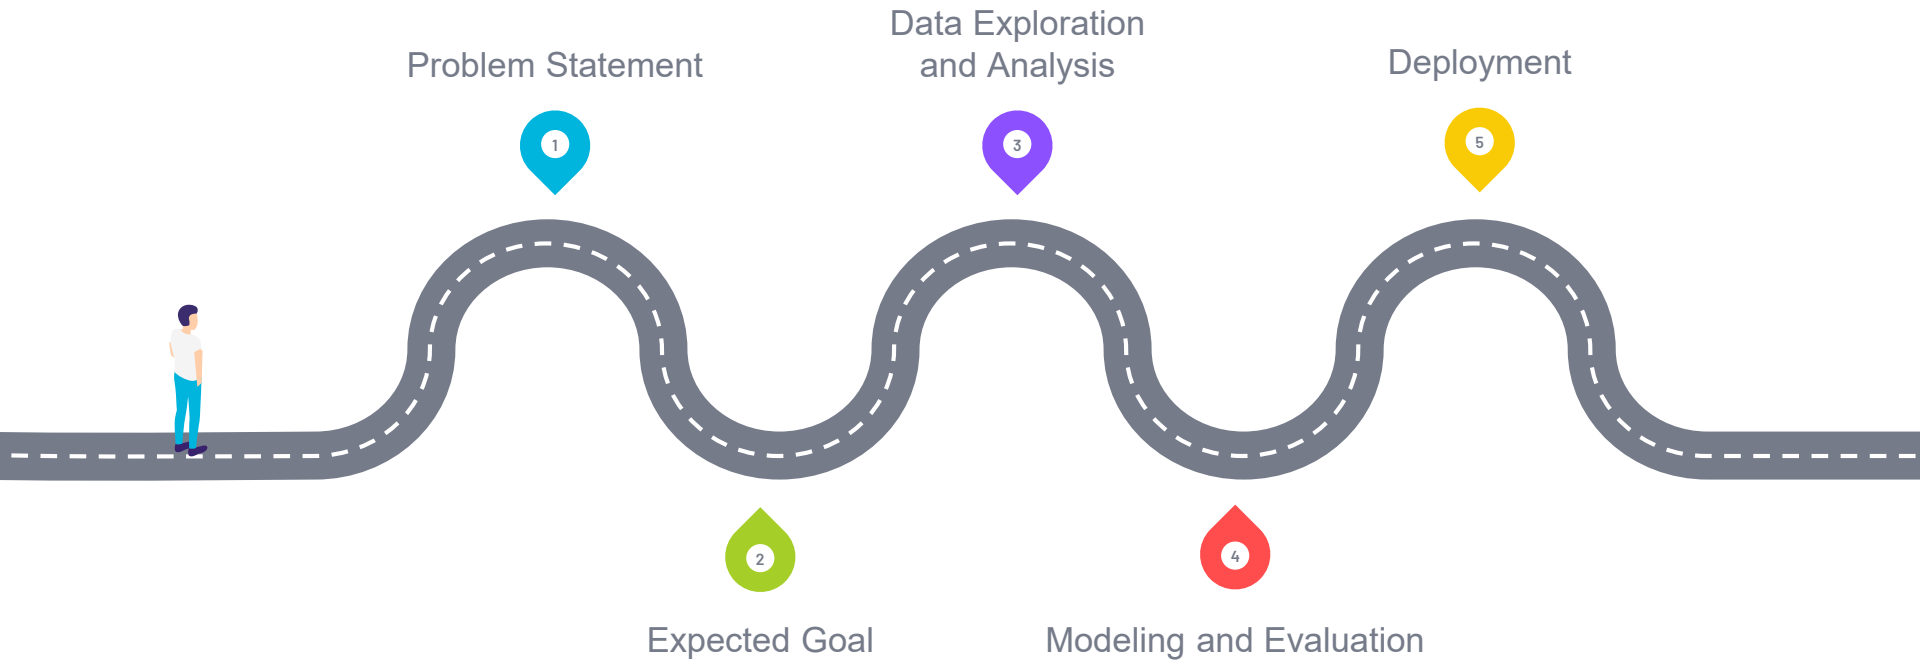 Problem Statement
1
Expected Goal
2
Data Exploration
and Analysis
3
Modeling and Evaluation
4
Deployment
5